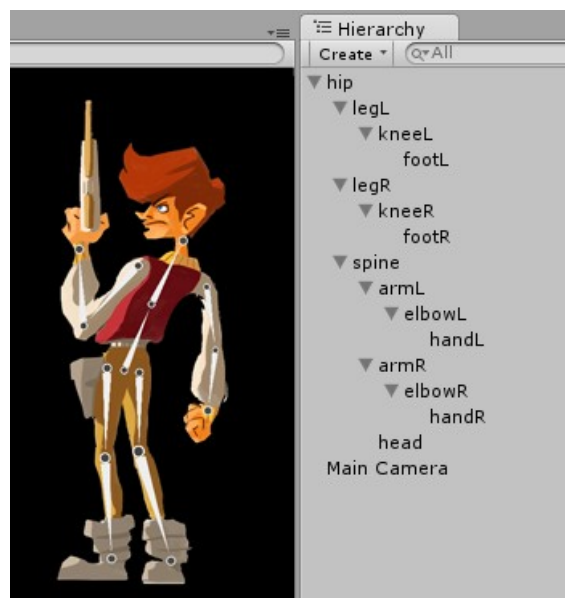 Hierarchy
Create All
hip
legL
kneeL
footL
legR
kneeR
footR
spine
armL
elbowL
handL
armR
elbowR
handR
head
Main Camera